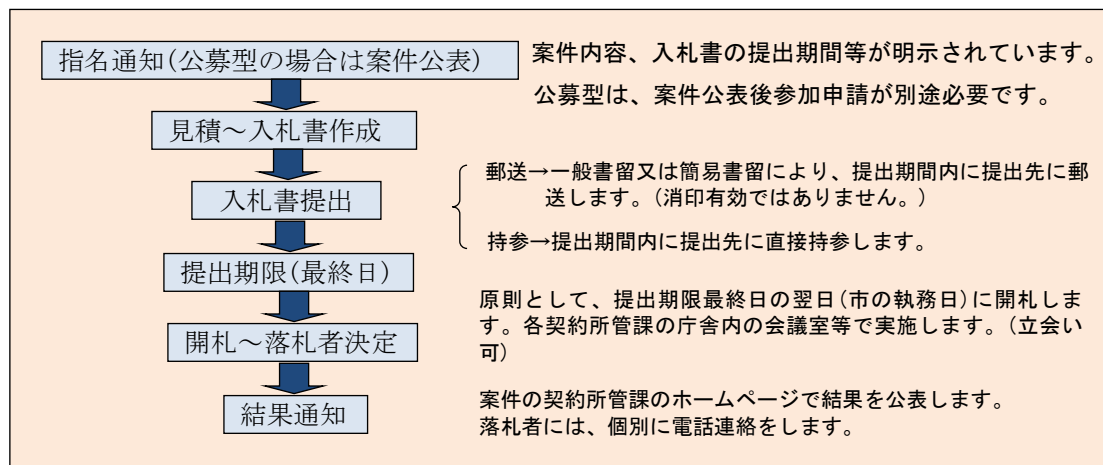 指名通知(公募型の場合は案件公表)
案件内容、入札書の提出期間等が明示されています。
公募型は、案件公表後参加申請が別途必要です。
見積～入札書作成
入札書提出
郵送→一般書留又は簡易書留により、提出期間内に提出先に郵
送します。(消印有効ではありません。)
持参→提出期間内に提出先に直接持参します。
提出期限(最終日)
開札～落札者決定
原則として、提出期限最終日の翌日(市の執務日)に開札しま
す。各契約所管課の庁舎内の会議室等で実施します。(立会い
可)
結果通知
案件の契約所管課のホームページで結果を公表します。
落札者には、個別に電話連絡をします。